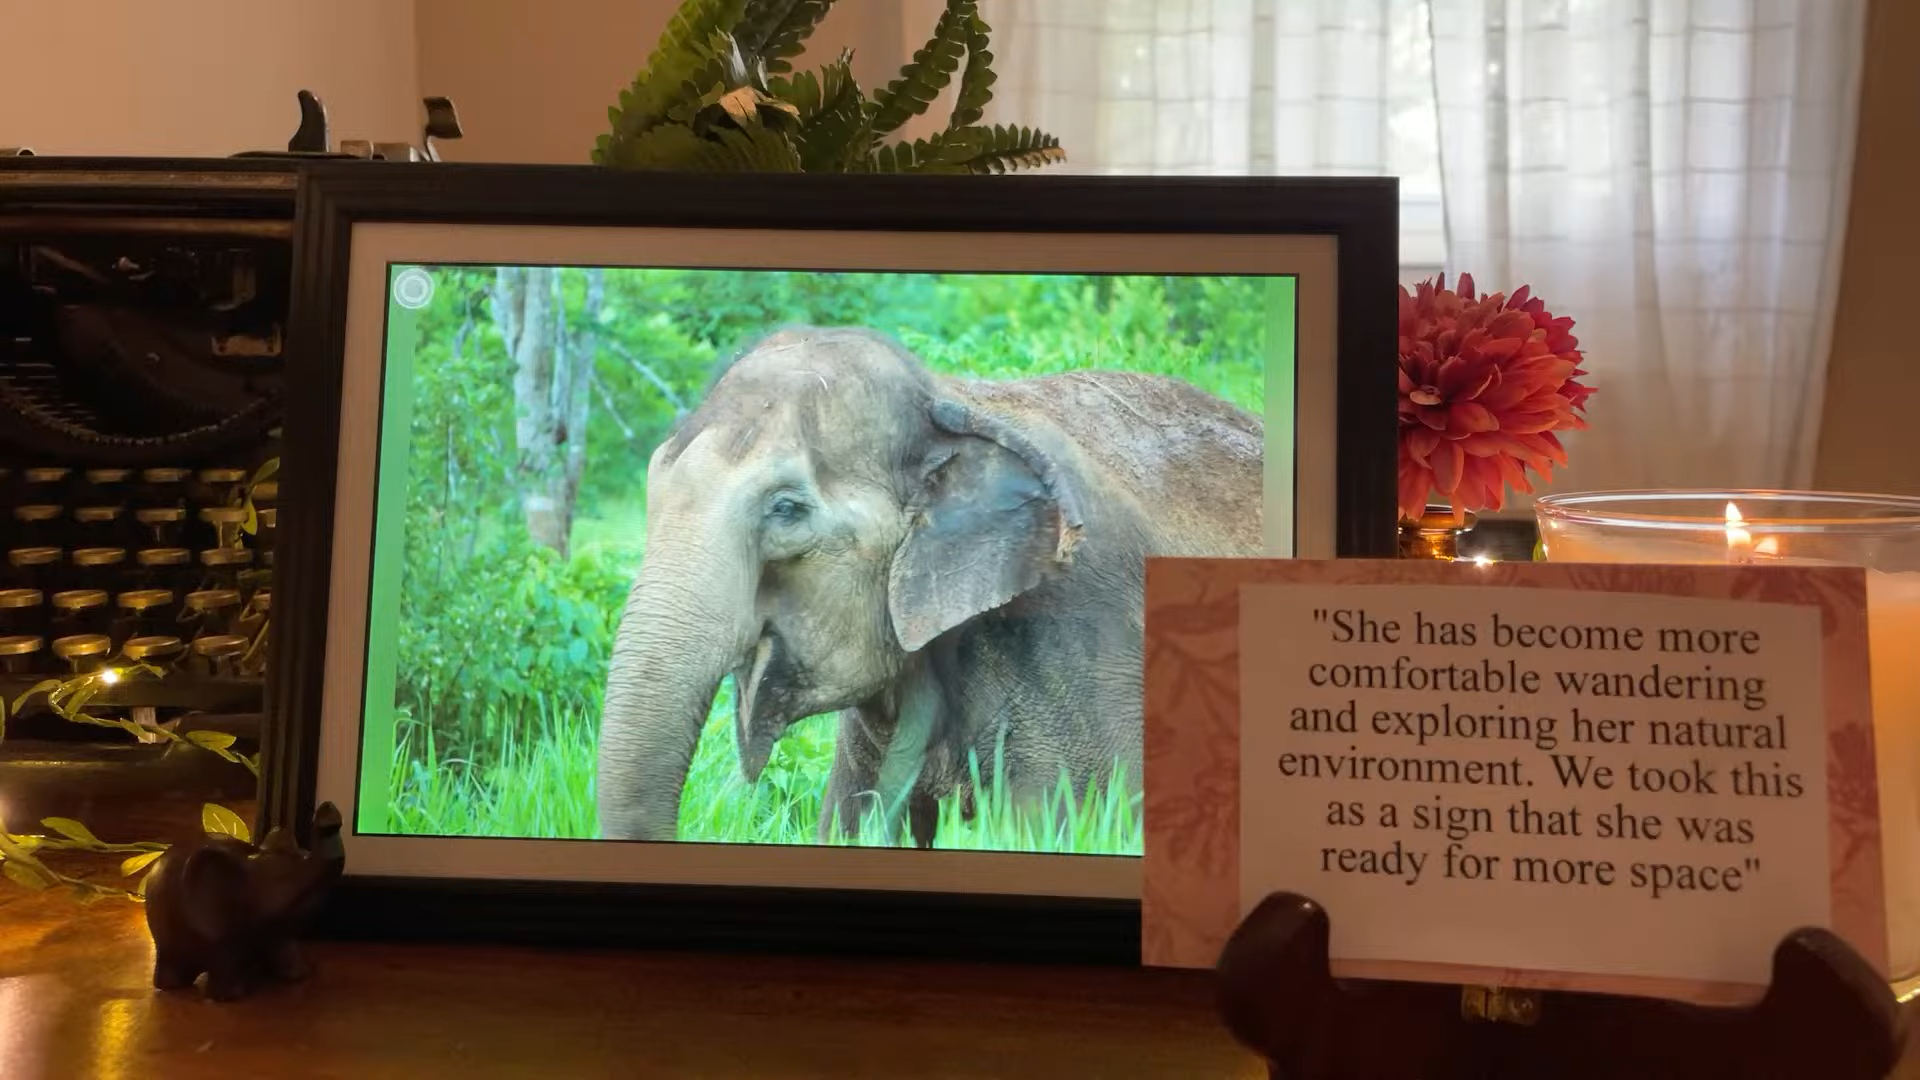 "She has become more
comfortable wandering
and exploring her natural
environment. We took this
as a sign that she was
ready for more space"